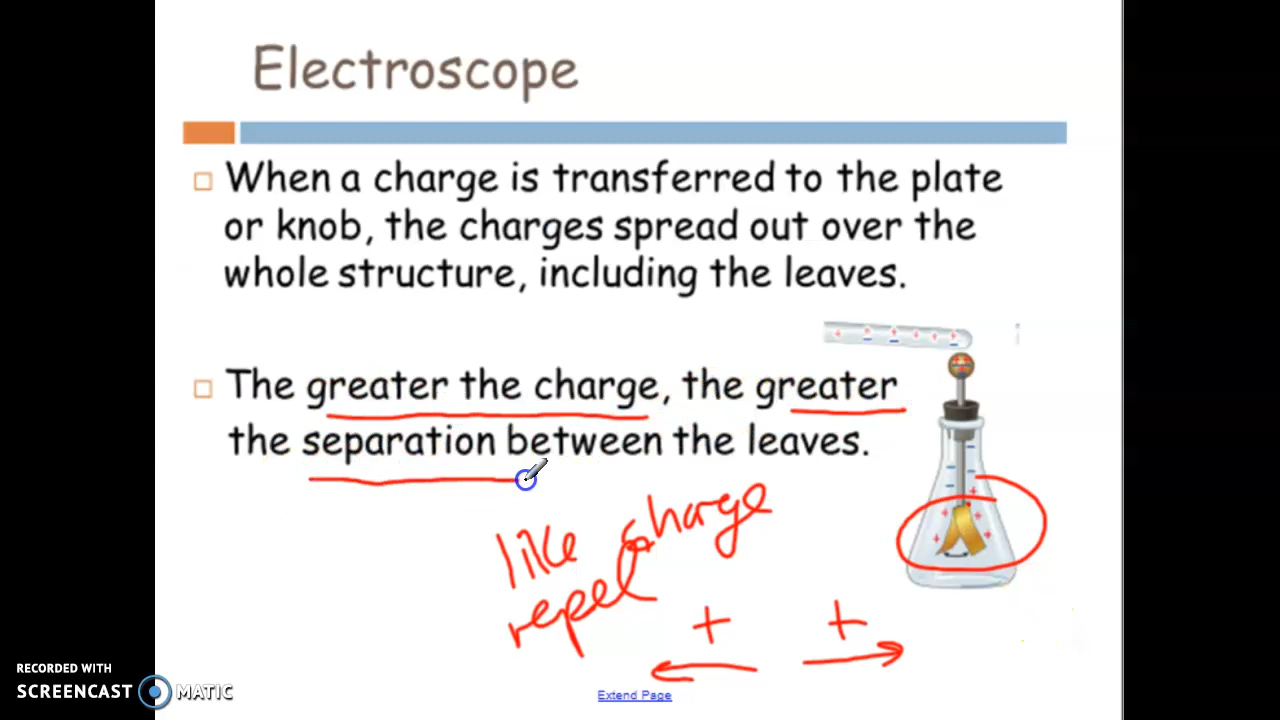 Electroscope
When a charge is transferred to the plate
or knob, the charges spread out over the
whole structure, including the leaves.
The greater the charge, the greater
the separation between the leaves.
like charge
repel
+ +
Extend Page
RECORDED WITH
SCREENCAST MATIC